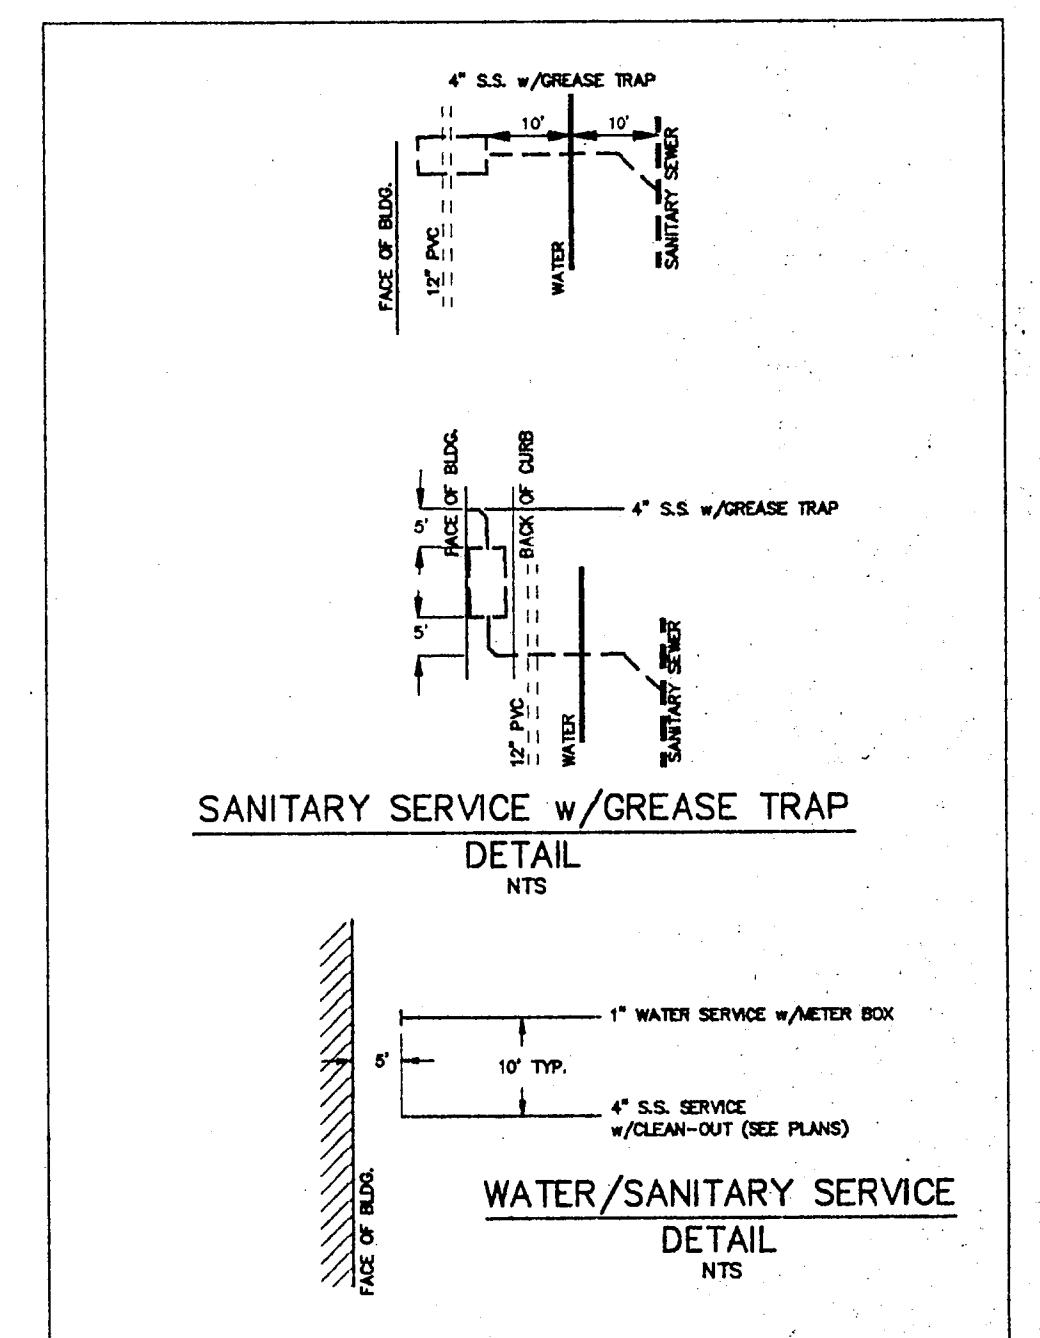 4" S.S. w/GREASE TRAP
10'
10'
FACE OF BLDG.
12" PVC
WATER
SANITARY SEWER
FACE OF BLDG.
BACK OF CURB
4" S.S. w/GREASE TRAP
5'
5'
12" PVC
WATER
SANITARY SEWER
SANITARY SERVICE w/GREASE TRAP
DETAIL
NTS
1" WATER SERVICE w/METER BOX
5'
10' TYP.
4" S.S. SERVICE
w/CLEAN-OUT (SEE PLANS)
FACE OF BLDG.
WATER/SANITARY SERVICE
DETAIL
NTS